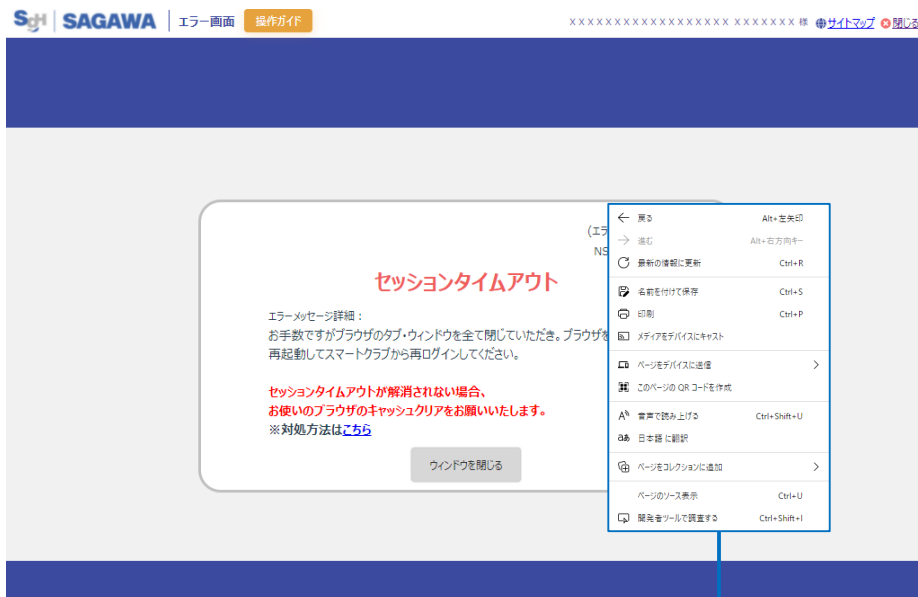 SGH SAGAWA エラー画面 操作ガイド XXXXXXXXXXXXXXXXXX XXXXXXX 様 サイトマップ 閉じる
(エラ
NS
セッションタイムアウト
エラーメッセージ詳細：
お手数ですがブラウザのタブ・ウィンドウを全て閉じていただき。ブラウザを
再起動してスマートクラブから再ログインしてください。
セッションタイムアウトが解消されない場合、
お使いのブラウザのキャッシュクリアをお願いいたします。
※対処方法はこちら
ウィンドウを閉じる
戻る Alt+左矢印
進む Alt+右方向キー
最新の情報に更新 Ctrl+R
名前を付けて保存 Ctrl+S
印刷 Ctrl+P
メディアをデバイスにキャスト
ページをデバイスに送信
このページの QR コードを作成
音声で読み上げる Ctrl+Shift+U
日本語 に翻訳
ページをコレクションに追加
ページのソース表示 Ctrl+U
開発者ツールで調査する Ctrl+Shift+I